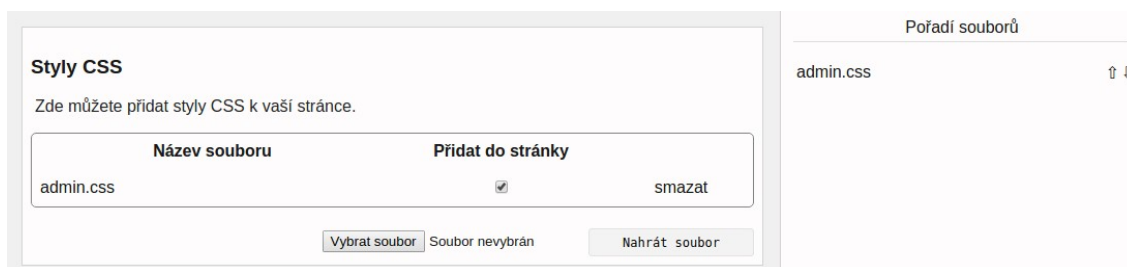 Styly CSS
Zde můžete přidat styly CSS k vaší stránce.
Název souboru Přidat do stránky
admin.css smazat
Vybrat soubor Soubor nevybrán Nahrát soubor
Pořadí souborů
admin.css ⇧